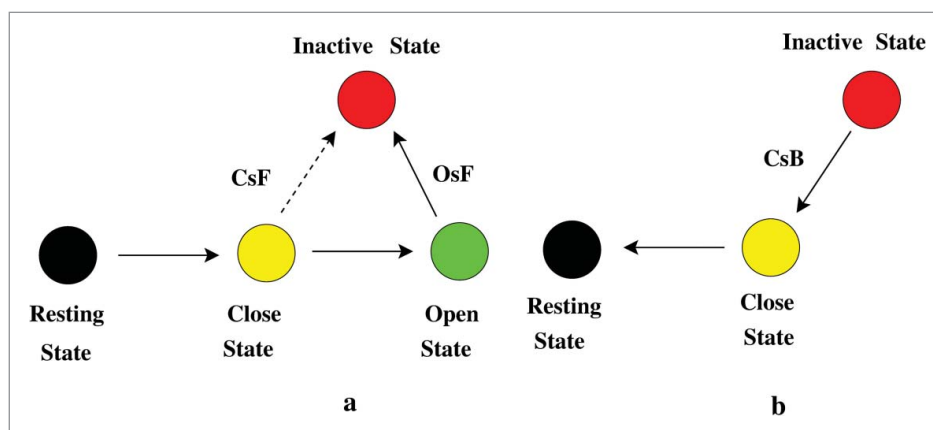 Inactive State
CsF
OsF
Resting
State
Close
State
Open
State
a
Inactive State
CsB
Resting
State
Close
State
b